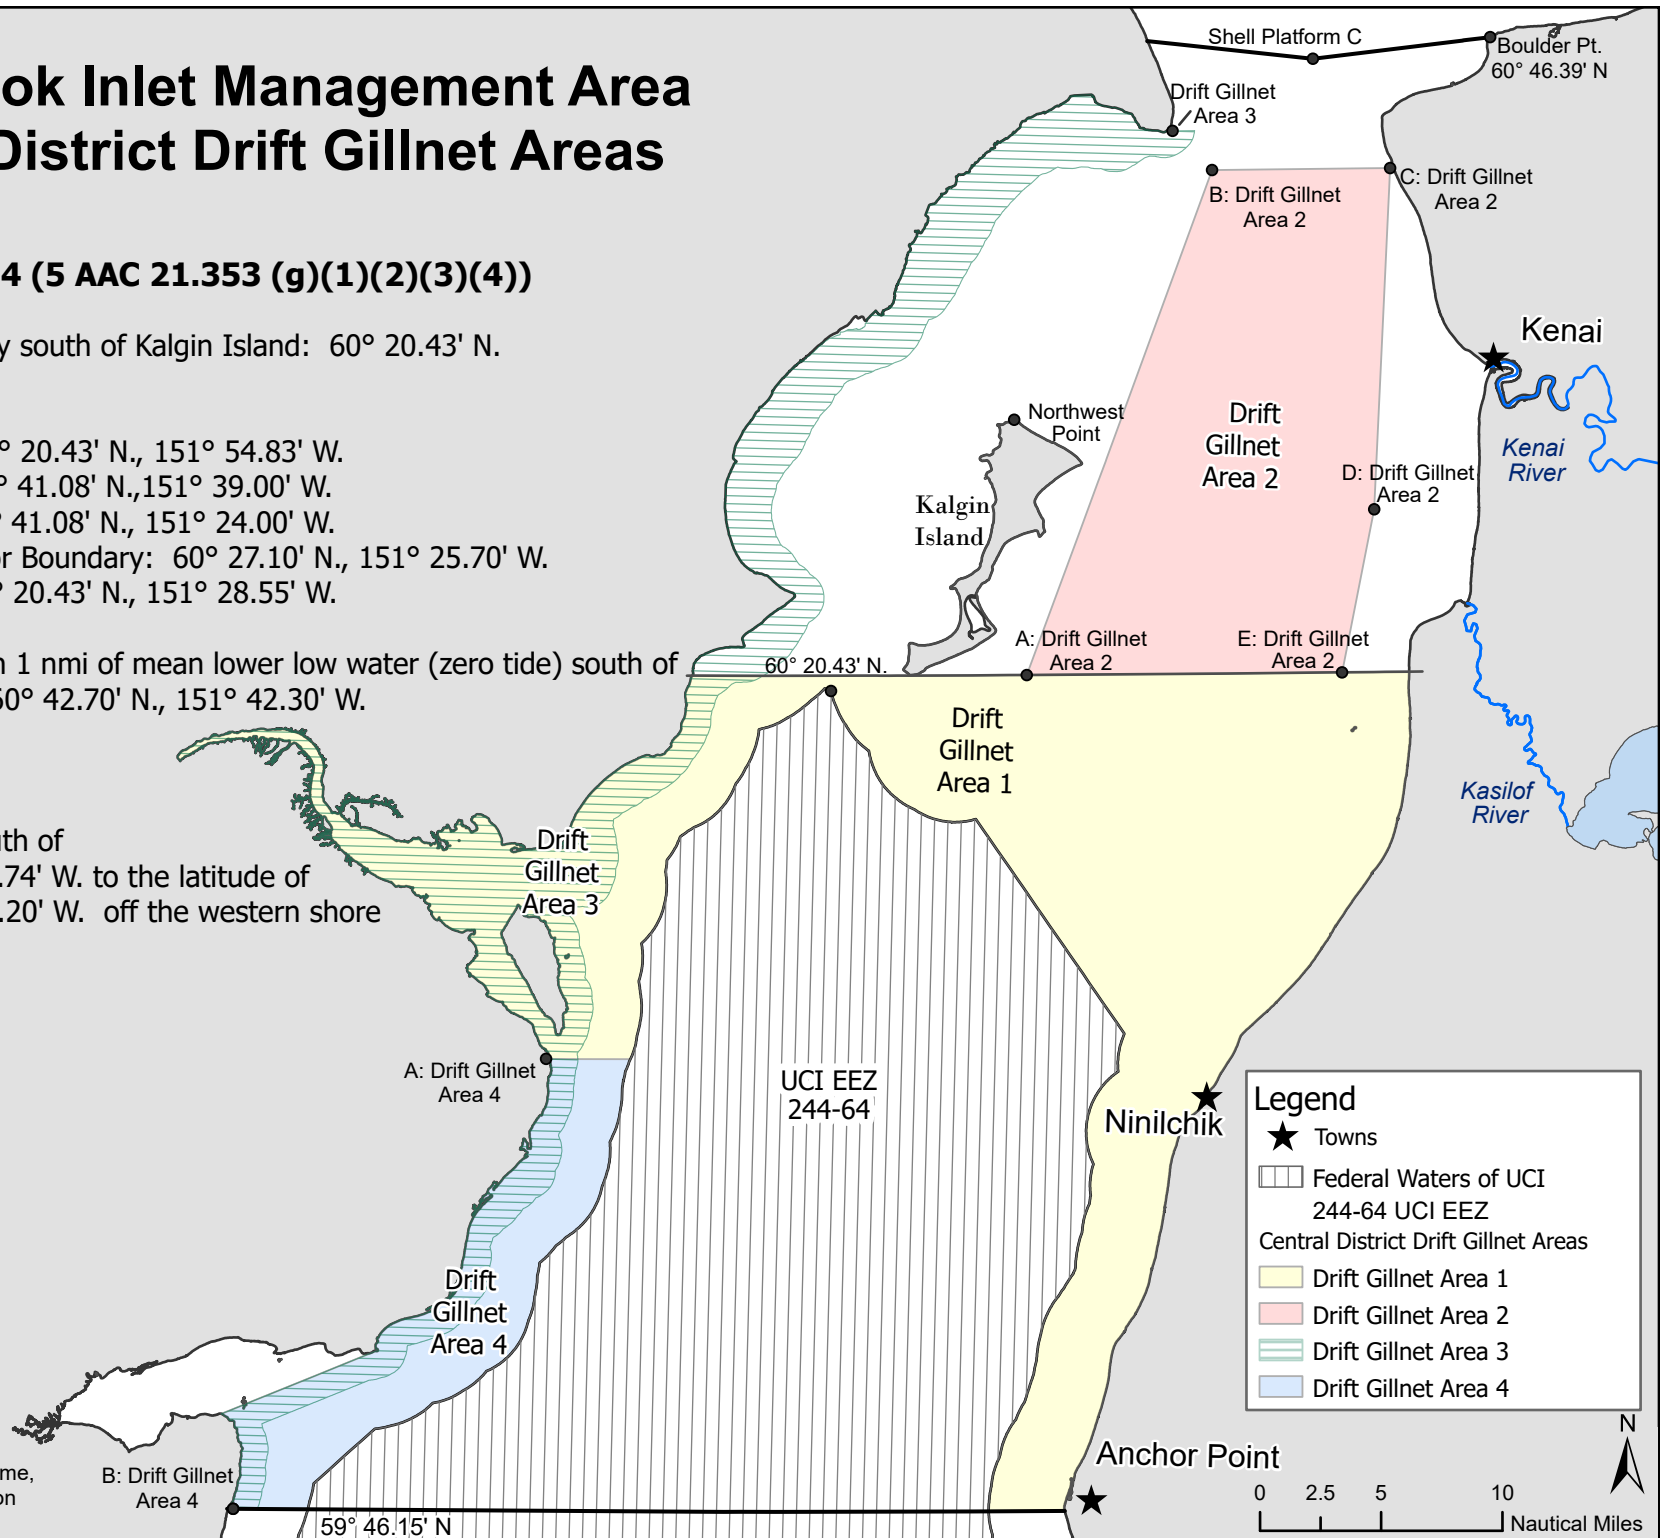 ok Inlet Management Area
District Drift Gillnet Areas
4 (5 AAC 21.353 (g)(1)(2)(3)(4))
y south of Kalgin Island: 60° 20.43' N.
° 20.43' N., 151° 54.83' W.
° 41.08' N.,151° 39.00' W.
° 41.08' N., 151° 24.00' W.
or Boundary: 60° 27.10' N., 151° 25.70' W.
° 20.43' N., 151° 28.55' W.
n 1 nmi of mean lower low water (zero tide) south of
60° 42.70' N., 151° 42.30' W.
uth of
.74' W. to the latitude of
.20' W. off the western shore
Shell Platform C
Boulder Pt.
60° 46.39' N
Drift Gillnet
Area 3
B: Drift Gillnet
Area 2
C: Drift Gillnet
Area 2
Kenai
Northwest
Point
Drift
Gillnet
Area 2
Kenai
River
D: Drift Gillnet
Area 2
Kalgin
Island
A: Drift Gillnet
Area 2
E: Drift Gillnet
Area 2
60° 20.43' N.
Drift
Gillnet
Area 1
Kasilof
River
Drift
Gillnet
Area 3
A: Drift Gillnet
Area 4
UCI EEZ
244-64
Ninilchik
Drift
Gillnet
Area 4
Legend
Towns
Federal Waters of UCI
244-64 UCI EEZ
Central District Drift Gillnet Areas
Drift Gillnet Area 1
Drift Gillnet Area 2
Drift Gillnet Area 3
Drift Gillnet Area 4
N
Anchor Point
me,
on
B: Drift Gillnet
Area 4
59° 46.15' N
0 2.5 5 10
Nautical Miles